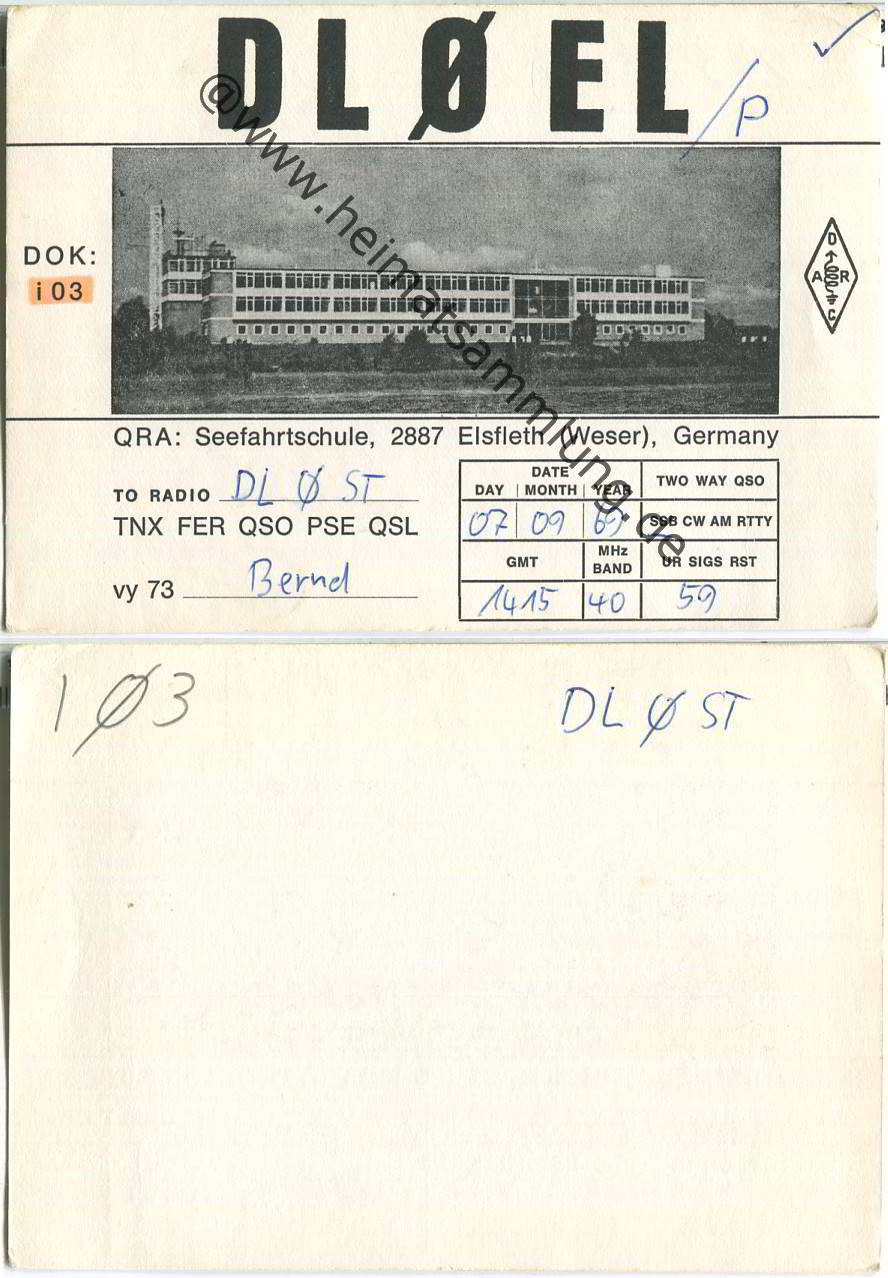 DLØEL/P
@www.heimatsammlung.de
DOK:
i 03
D
A R
C
QRA: Seefahrtschule, 2887 Elsfleth (Weser), Germany
TO RADIO DL Ø ST
TNX FER QSO PSE QSL
vy 73 Bernd
DATE
DAY MONTH YEAR TWO WAY QSO
07 09 69 SSB CW AM RTTY
GMT MHz BAND UR SIGS RST
1415 40 59
I Ø3
DL Ø ST